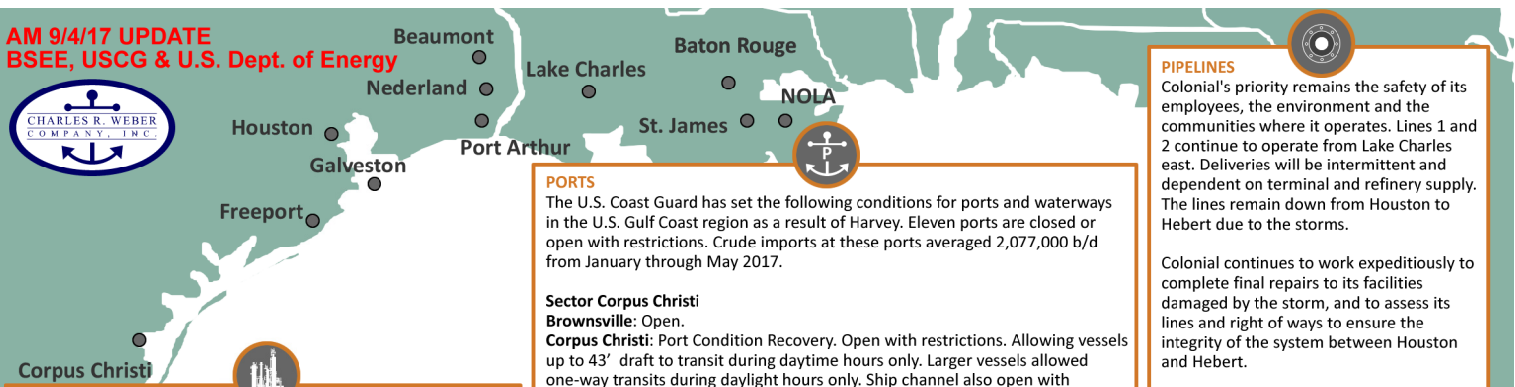 AM 9/4/17 UPDATE
BSEE, USCG & U.S. Dept. of Energy
CHARLES R. WEBER
COMPANY, INC.
Beaumont
Nederland
Lake Charles
Baton Rouge
NOLA
St. James
Houston
Port Arthur
Galveston
Freeport
Corpus Christi
P
PORTS
The U.S. Coast Guard has set the following conditions for ports and waterways
in the U.S. Gulf Coast region as a result of Harvey. Eleven ports are closed or
open with restrictions. Crude imports at these ports averaged 2,077,000 b/d
from January through May 2017.
Sector Corpus Christi
Brownsville: Open.
Corpus Christi: Port Condition Recovery. Open with restrictions. Allowing vessels
up to 43’ draft to transit during daytime hours only. Larger vessels allowed
one-way transits during daylight hours only. Ship channel also open with
PIPELINES
Colonial's priority remains the safety of its
employees, the environment and the
communities where it operates. Lines 1 and
2 continue to operate from Lake Charles
east. Deliveries will be intermittent and
dependent on terminal and refinery supply.
The lines remain down from Houston to
Hebert due to the storms.
Colonial continues to work expeditiously to
complete final repairs to its facilities
damaged by the storm, and to assess its
lines and right of ways to ensure the
integrity of the system between Houston
and Hebert.